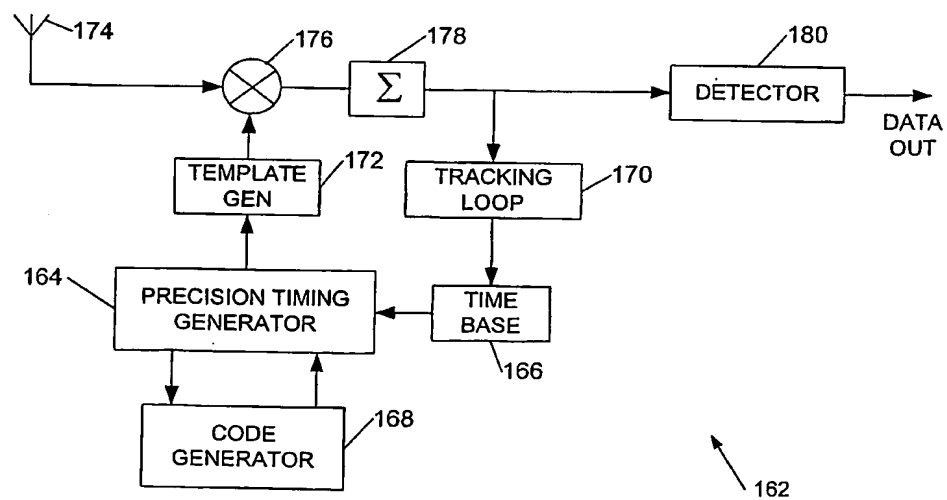 174
176
178
180
Σ
DETECTOR
DATA
OUT
TEMPLATE
GEN
172
TRACKING
LOOP
170
164
PRECISION TIMING
GENERATOR
TIME
BASE
166
CODE
GENERATOR
168
162